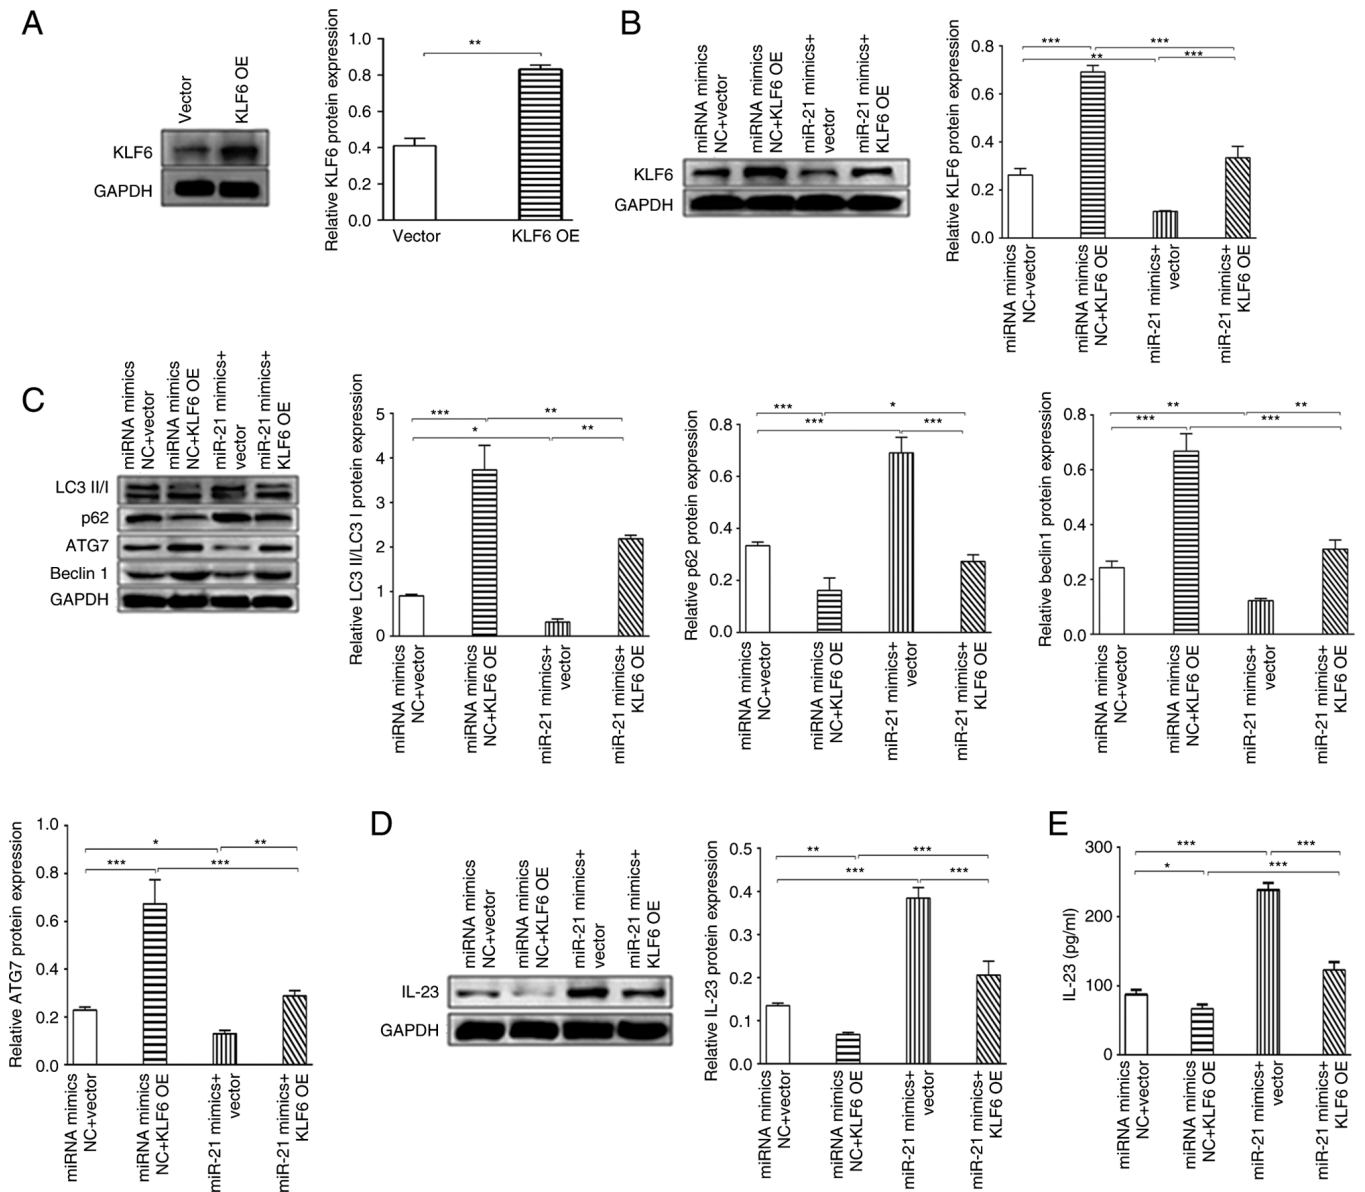 A
Vector
KLF6 OE
KLF6
GAPDH
Relative KLF6 protein expression
1.0
0.8
0.6
0.4
0.2
0.0
**
Vector
KLF6 OE
B
miRNA mimics
NC+vector
miRNA mimics
NC+KLF6 OE
miR-21 mimics+
vector
miR-21 mimics+
KLF6 OE
KLF6
GAPDH
Relative KLF6 protein expression
0.8
0.6
0.4
0.2
0.0
***
***
**
***
miRNA mimics
NC+vector
miRNA mimics
NC+KLF6 OE
miR-21 mimics+
vector
miR-21 mimics+
KLF6 OE
C
miRNA mimics
NC+vector
miRNA mimics
NC+KLF6 OE
miR-21 mimics+
vector
miR-21 mimics+
KLF6 OE
LC3 II/I
p62
ATG7
Beclin 1
GAPDH
Relative LC3 II/LC3 I protein expression
5
4
3
2
1
0
***
**
*
**
miRNA mimics
NC+vector
miRNA mimics
NC+KLF6 OE
miR-21 mimics+
vector
miR-21 mimics+
KLF6 OE
Relative p62 protein expression
0.8
0.6
0.4
0.2
0.0
***
*
***
***
miRNA mimics
NC+vector
miRNA mimics
NC+KLF6 OE
miR-21 mimics+
vector
miR-21 mimics+
KLF6 OE
Relative beclin1 protein expression
0.8
0.6
0.4
0.2
0.0
**
**
***
***
miRNA mimics
NC+vector
miRNA mimics
NC+KLF6 OE
miR-21 mimics+
vector
miR-21 mimics+
KLF6 OE
Relative ATG7 protein expression
1.0
0.8
0.6
0.4
0.2
0.0
*
**
***
***
miRNA mimics
NC+vector
miRNA mimics
NC+KLF6 OE
miR-21 mimics+
vector
miR-21 mimics+
KLF6 OE
D
miRNA mimics
NC+vector
miRNA mimics
NC+KLF6 OE
miR-21 mimics+
vector
miR-21 mimics+
KLF6 OE
IL-23
GAPDH
Relative IL-23 protein expression
0.5
0.4
0.3
0.2
0.1
0.0
**
***
***
***
miRNA mimics
NC+vector
miRNA mimics
NC+KLF6 OE
miR-21 mimics+
vector
miR-21 mimics+
KLF6 OE
E
IL-23 (pg/ml)
300
200
100
0
***
***
*
***
miRNA mimics
NC+vector
miRNA mimics
NC+KLF6 OE
miR-21 mimics+
vector
miR-21 mimics+
KLF6 OE